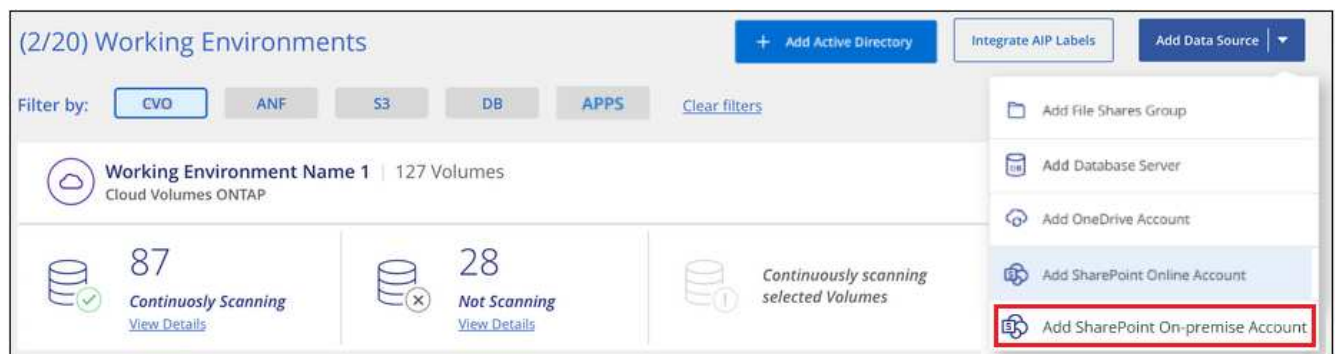 (2/20) Working Environments
+ Add Active Directory
Integrate AIP Labels
Add Data Source
Filter by:
CVO
ANF
S3
DB
APPS
Clear filters
Working Environment Name 1 | 127 Volumes
Cloud Volumes ONTAP
87
Continuosly Scanning
View Details
28
Not Scanning
View Details
Continuously scanning
selected Volumes
Add File Shares Group
Add Database Server
Add OneDrive Account
Add SharePoint Online Account
Add SharePoint On-premise Account